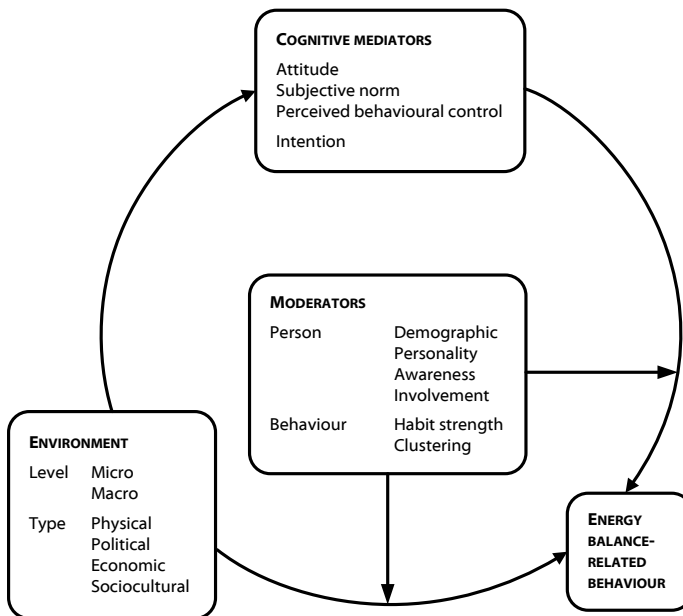 COGNITIVE MEDIATORS
Attitude
Subjective norm
Perceived behavioural control
Intention
MODERATORS
Person Demographic
Personality
Awareness
Involvement
Behaviour Habit strength
Clustering
ENVIRONMENT
Level Micro
Macro
Type Physical
Political
Economic
Sociocultural
ENERGY
BALANCE-
RELATED
BEHAVIOUR